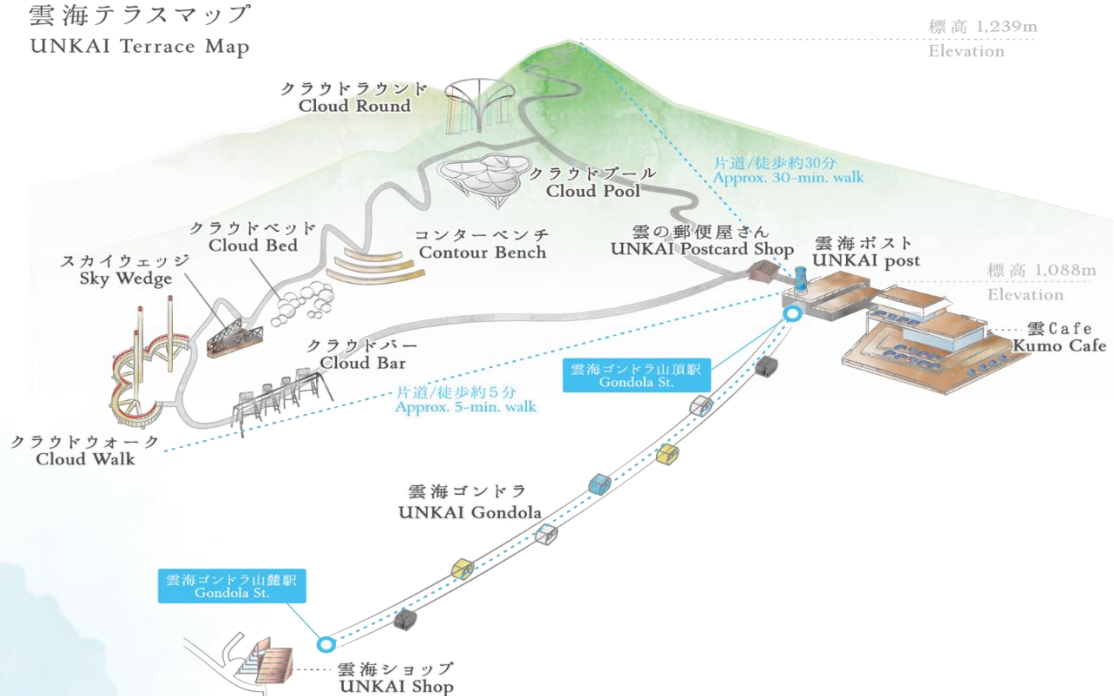 雲海テラスマップ
UNKAI Terrace Map
標高 1,239m
Elevation
クラウドラウンド
Cloud Round
片道/徒歩約30分
Approx. 30-min. walk
クラウドプール
Cloud Pool
クラウドベッド
Cloud Bed
コンターベンチ
Contour Bench
雲の郵便屋さん
UNKAI Postcard Shop
雲海ポスト
UNKAI post
スカイウェッジ
Sky Wedge
標高 1,088m
Elevation
雲Cafe
Kumo Cafe
クラウドバー
Cloud Bar
雲海ゴンドラ山頂駅
Gondola St.
片道/徒歩約5分
Approx. 5-min. walk
クラウドウォーク
Cloud Walk
雲海ゴンドラ
UNKAI Gondola
雲海ゴンドラ山麓駅
Gondola St.
雲海ショップ
UNKAI Shop